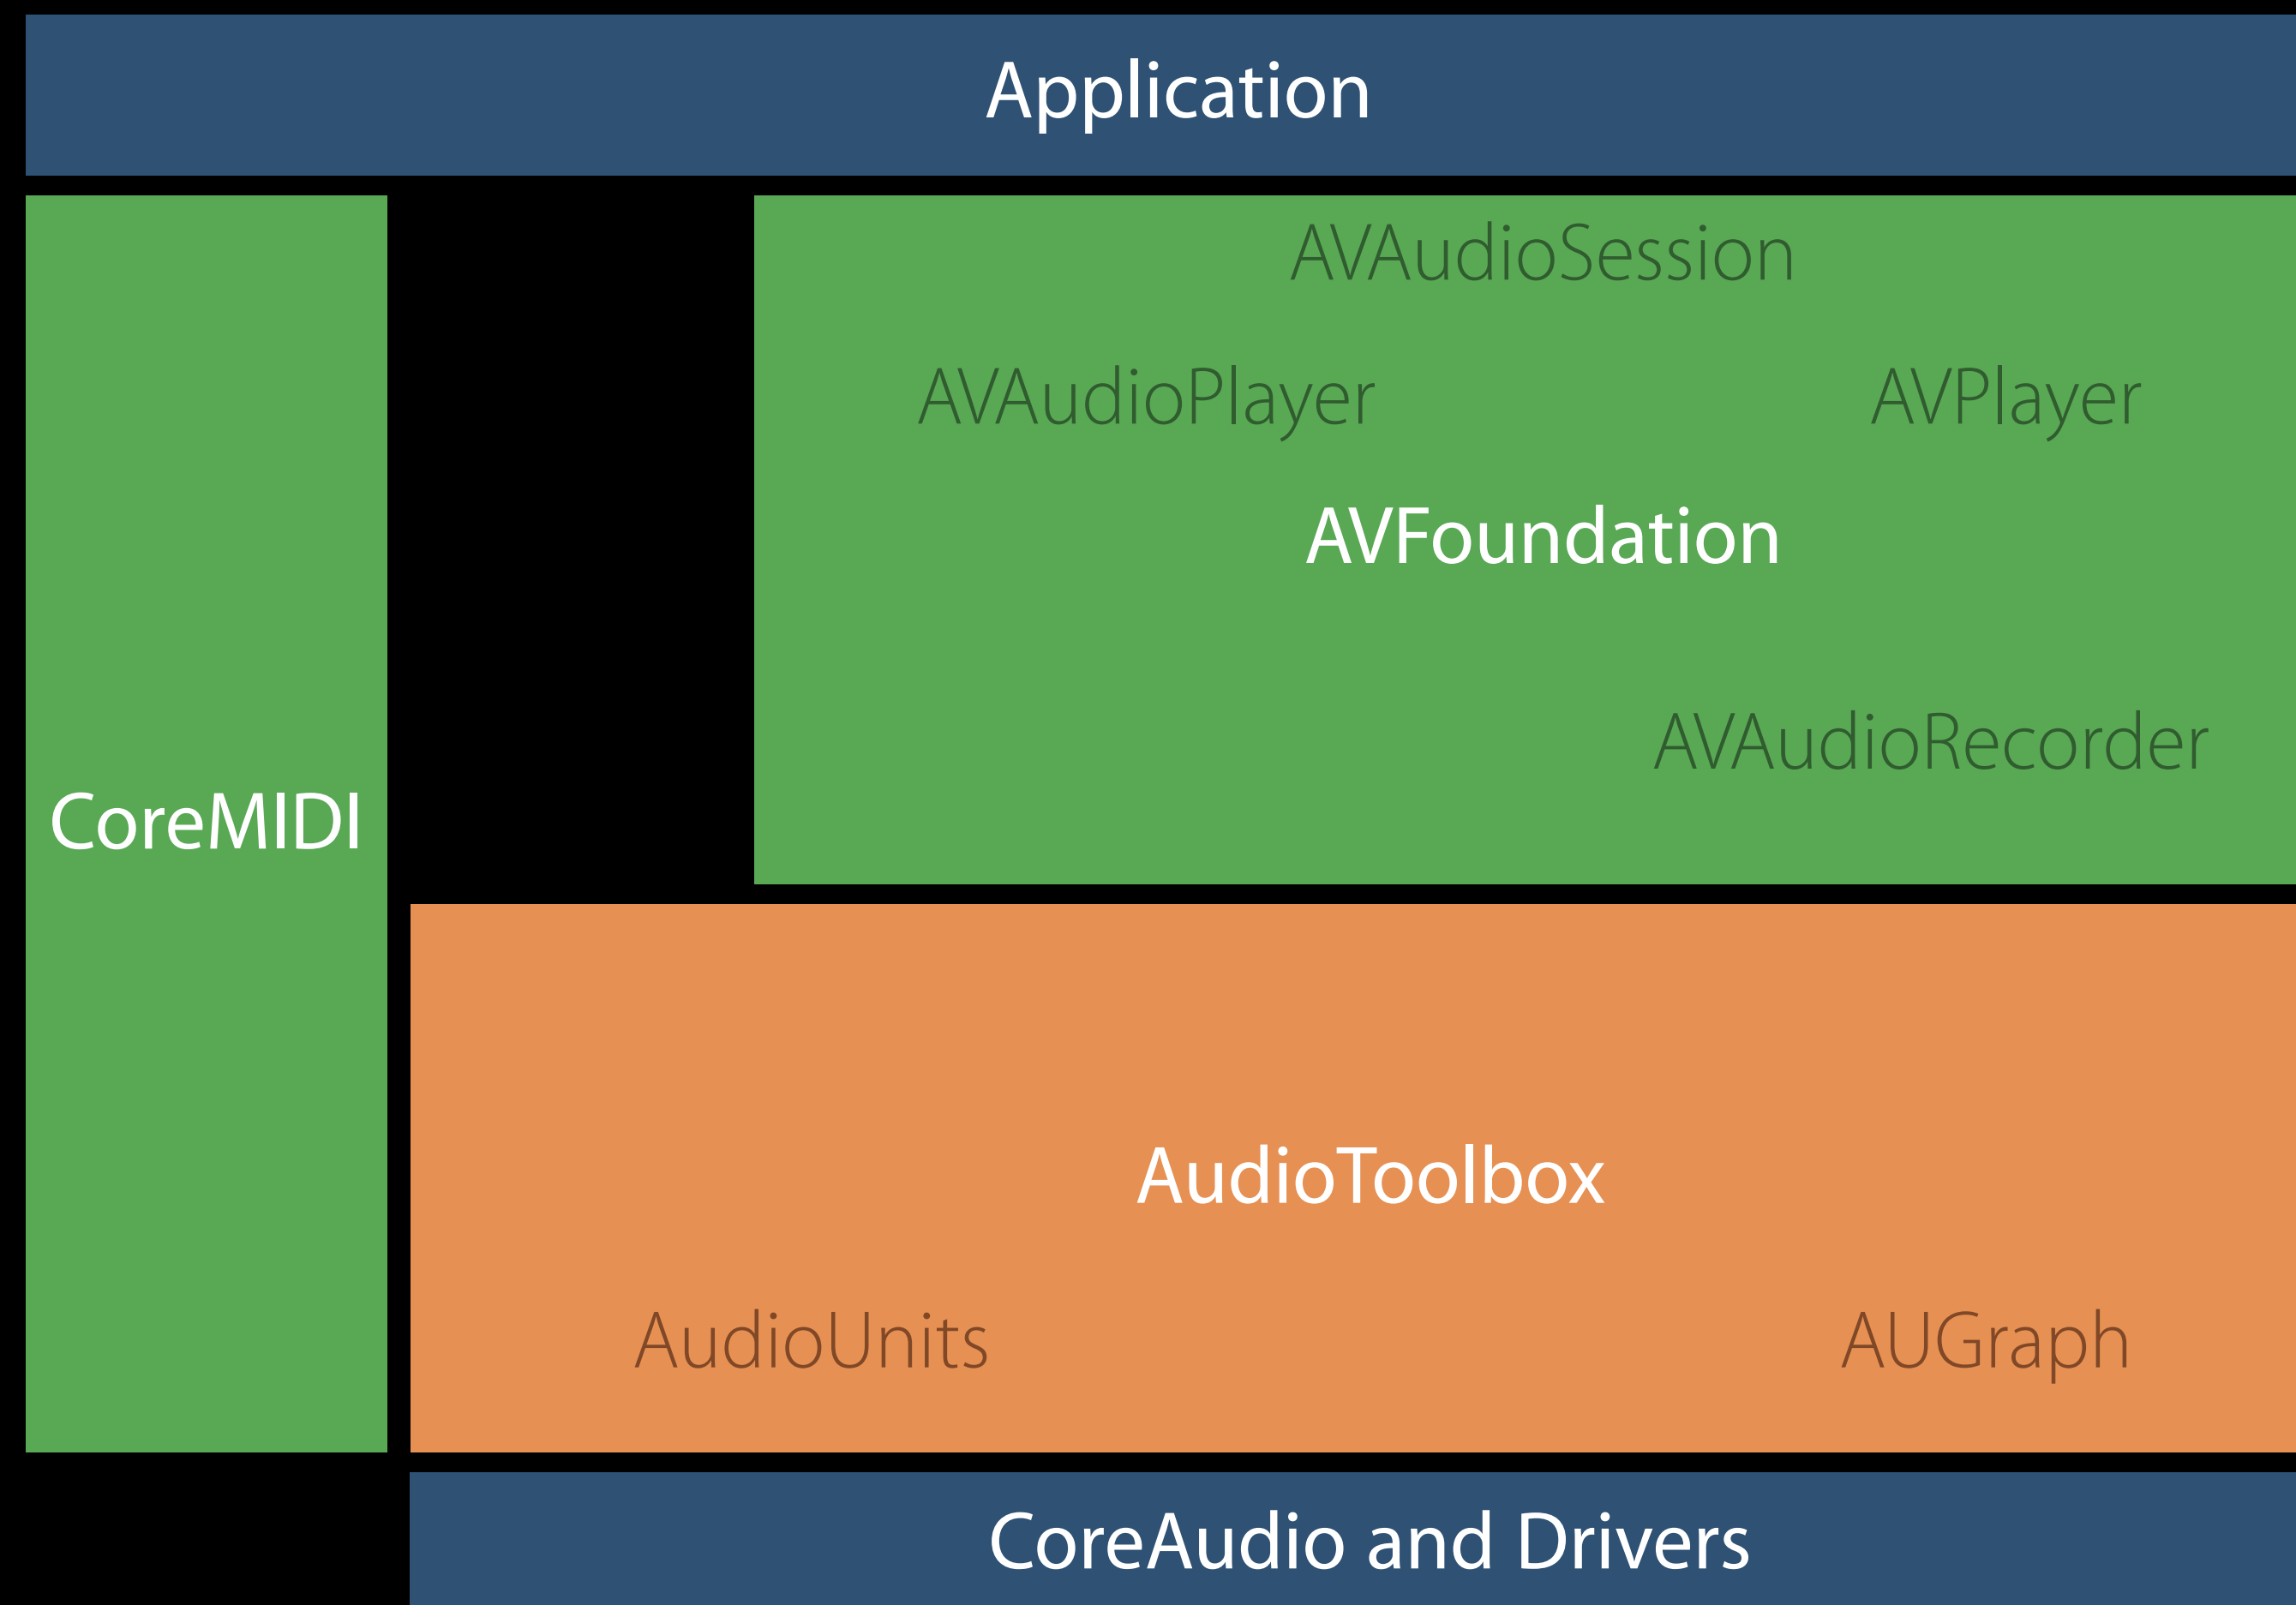 Application
AVAudioSession
AVAudioPlayer AVPlayer
AVFoundation
AVAudioRecorder
CoreMIDI
AudioToolbox
AudioUnits AUGraph
CoreAudio and Drivers